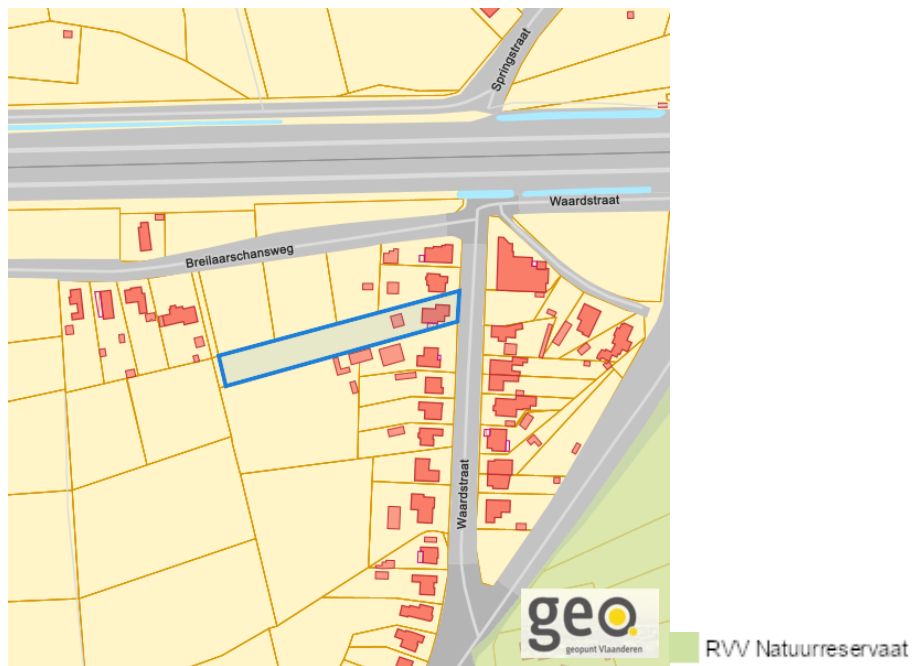 Springstraat
Waardstraat
Breilaarschansweg
Waardstraat
geo.
geopunt Vlaanderen
RVV Natuurreservaat